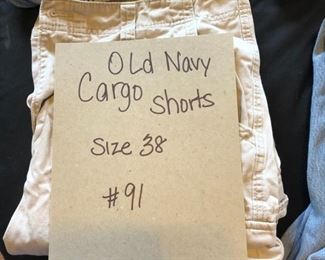 Old Navy
Cargo Shorts
Size 38
#91